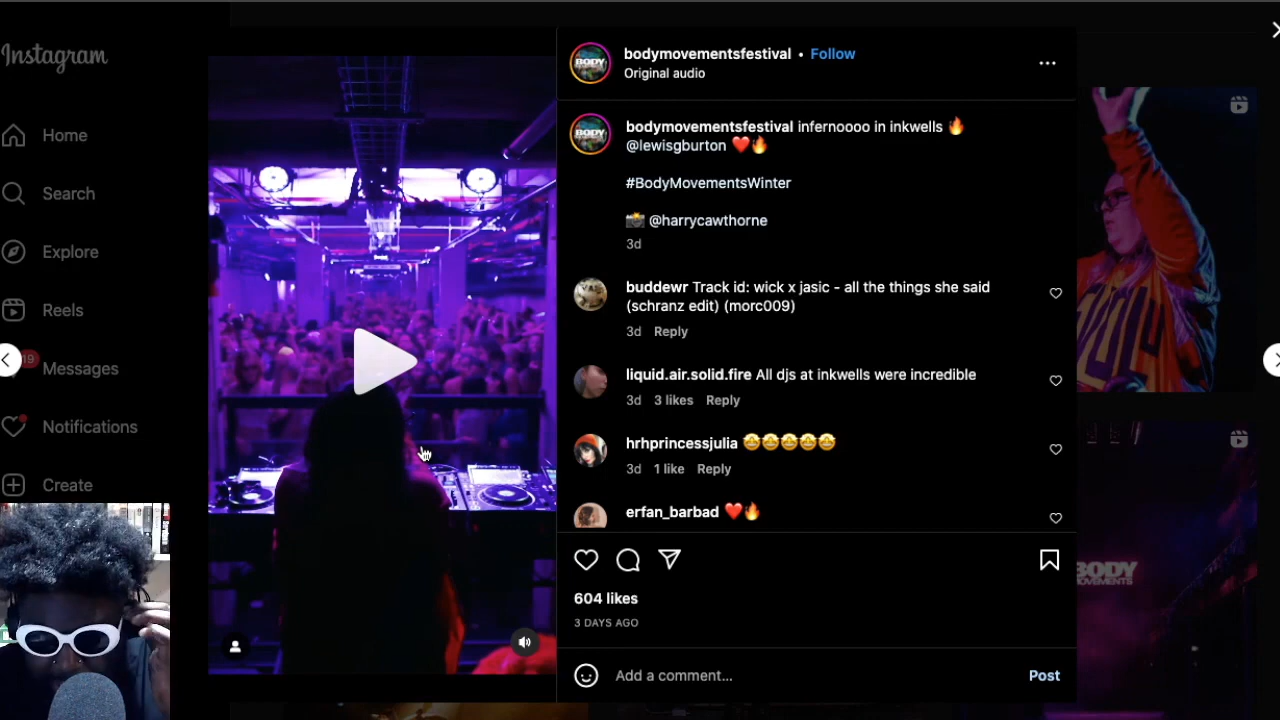 Instagram
Home
Search
Explore
Reels
19
Messages
Notifications
Create
BODY
bodymovementsfestival • Follow
Original audio
BODY
bodymovementsfestival infernoooo in inkwells 🔥
@lewisgburton ❤️🔥
#BodyMovementsWinter
📸 @harrycawthorne
3d
buddewr Track id: wick x jasic - all the things she said
(schranz edit) (morc009)
3d Reply
liquid.air.solid.fire All djs at inkwells were incredible
3d 3 likes Reply
hrhprincessjulia 🤩🤩🤩🤩🤩
3d 1 like Reply
erfan_barbad ❤️🔥
604 likes
3 DAYS AGO
Add a comment...
Post
BODY
MOVEMENTS